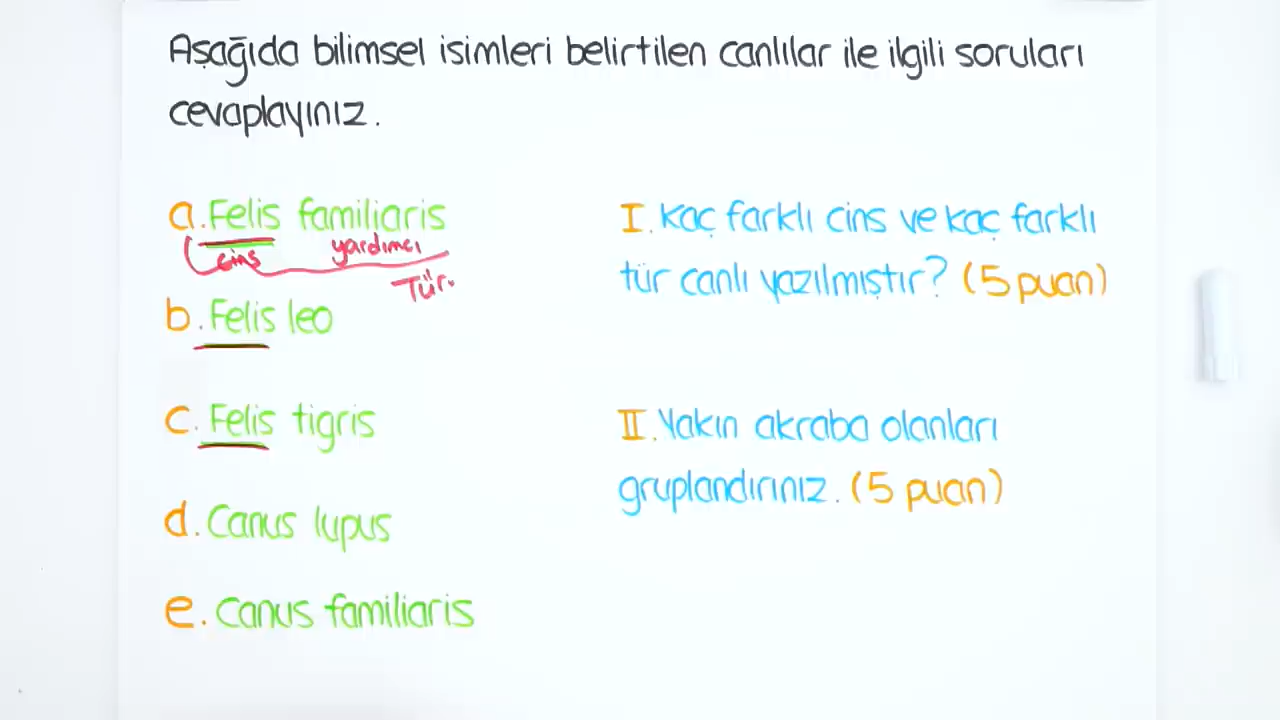 Aşağıda bilimsel isimleri belirtilen canlılar ile ilgili soruları
cevaplayınız.
a. Felis familiaris
cins yardımcı
Tür.
b. Felis leo
c. Felis tigris
d. Canus lupus
e. Canus familiaris
I. Kaç farklı cins ve kaç farklı
tür canlı yazılmıştır? (5 puan)
II. Yakın akraba olanları
gruplandırınız. (5 puan)